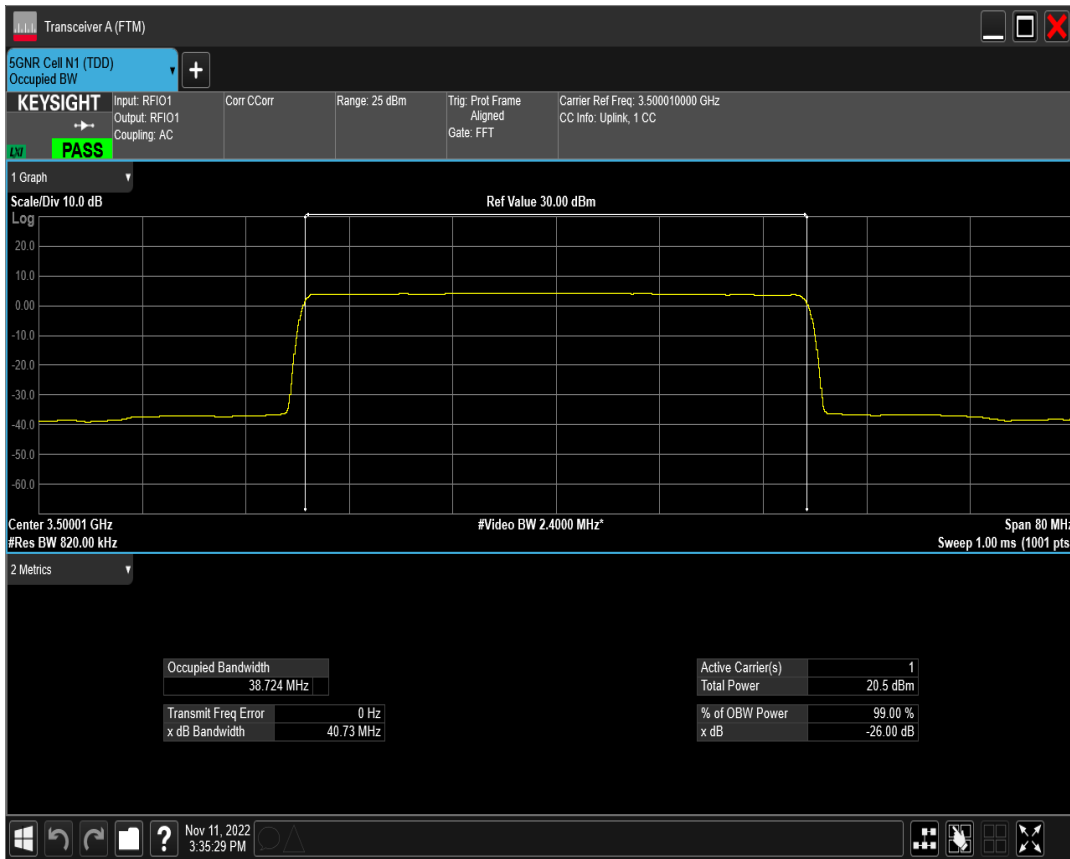 Transceiver A (FTM)
5GNR Cell N1 (TDD)
Occupied BW
+
KEYSIGHT
LXI
PASS
Input: RFIO1
Output: RFIO1
Coupling: AC
Corr CCorr
Range: 25 dBm
Trig: Prot Frame
Aligned
Gate: FFT
Carrier Ref Freq: 3.500010000 GHz
CC Info: Uplink, 1 CC
1 Graph
Scale/Div 10.0 dB
Ref Value 30.00 dBm
Log
20.0
10.0
0.00
-10.0
-20.0
-30.0
-40.0
-50.0
-60.0
Center 3.50001 GHz
#Video BW 2.4000 MHz*
Span 80 MHz
#Res BW 820.00 kHz
Sweep 1.00 ms (1001 pts
2 Metrics
Occupied Bandwidth
38.724 MHz
Transmit Freq Error 0 Hz
x dB Bandwidth 40.73 MHz
Active Carrier(s) 1
Total Power 20.5 dBm
% of OBW Power 99.00 %
x dB -26.00 dB
?
Nov 11, 2022
3:35:29 PM